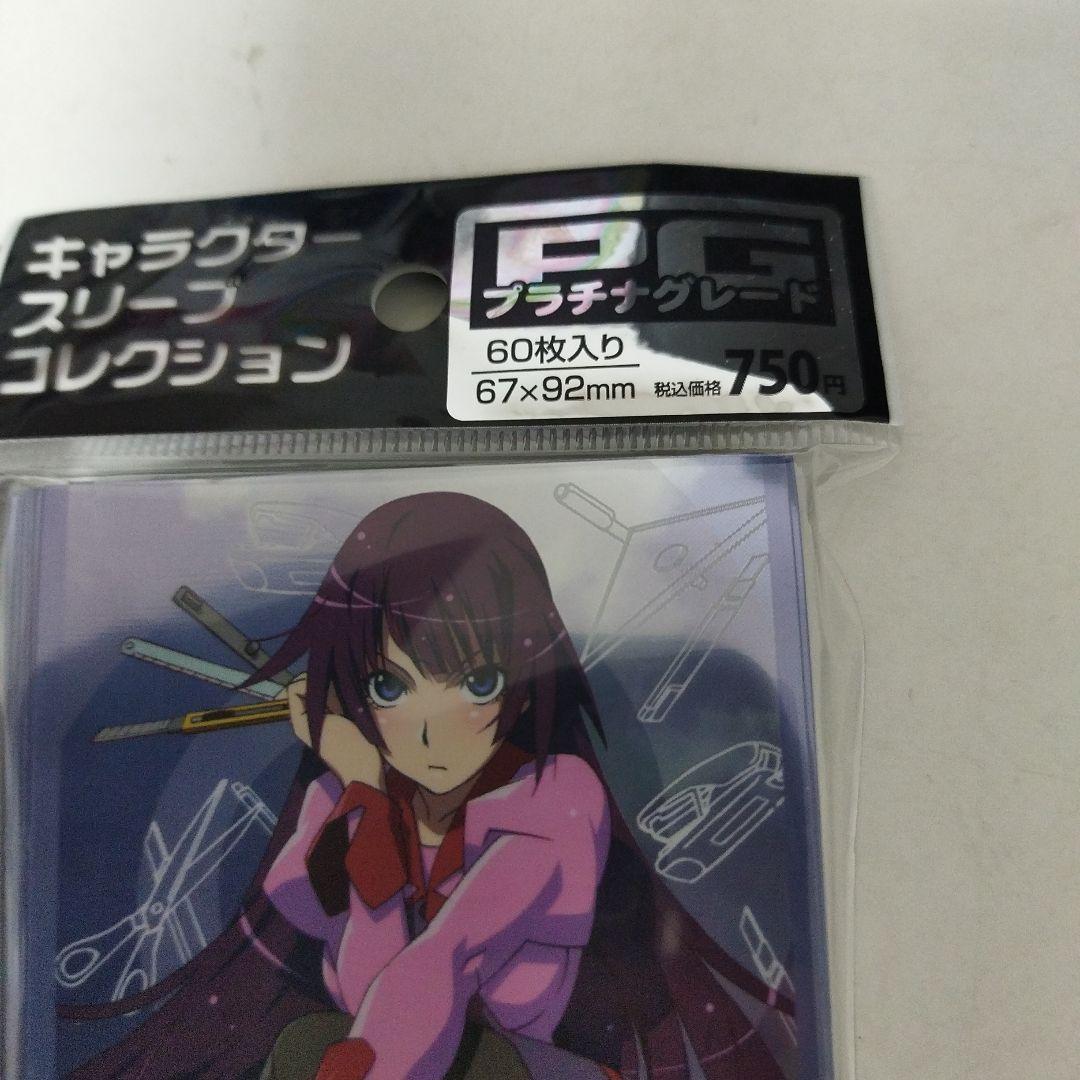 キャラクター
スリーブ
コレクション
PG
プラチナグレード
60枚入り
67×92mm
税込価格750円